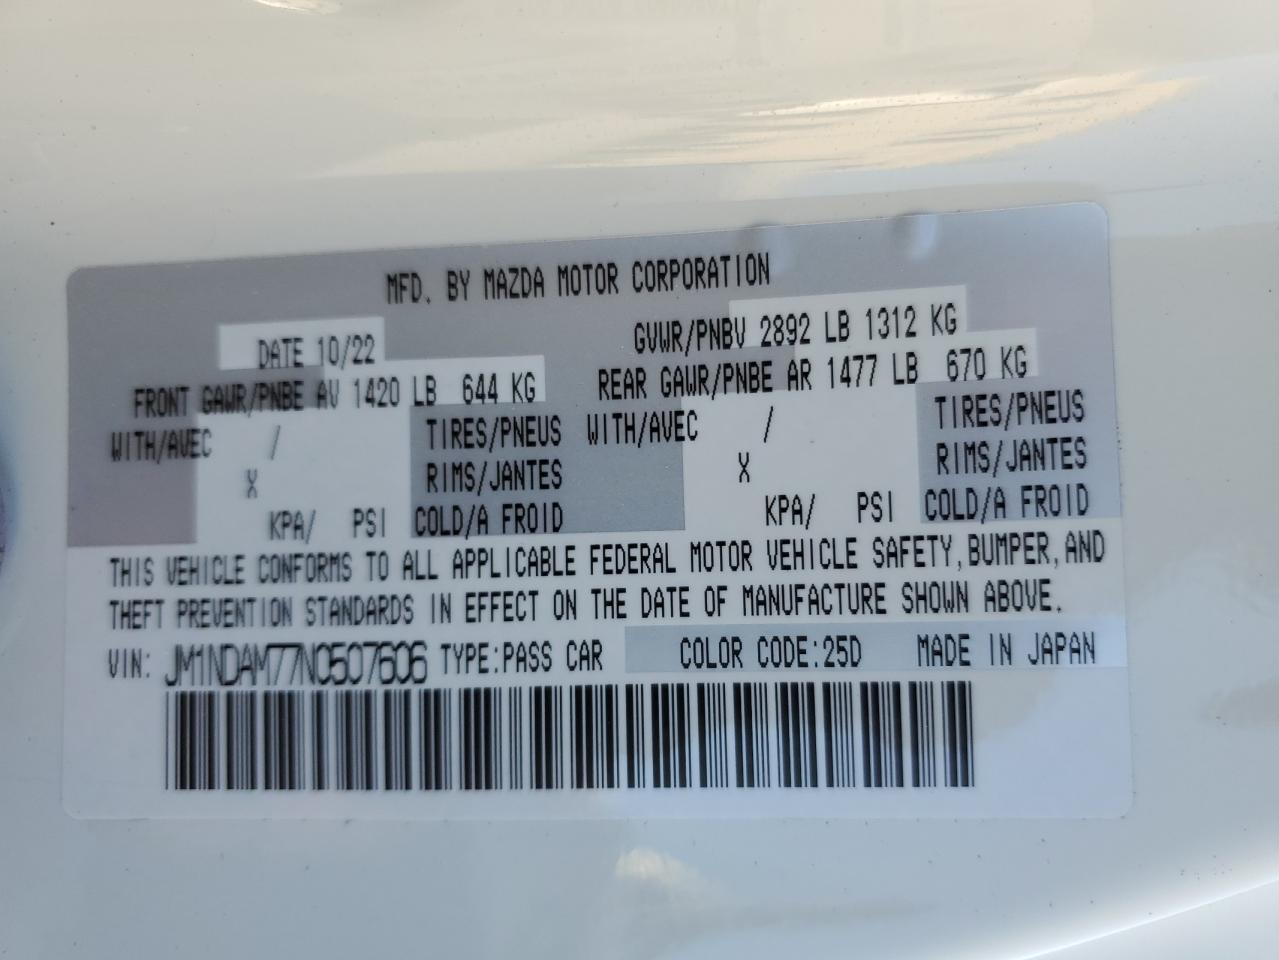 MFD. BY MAZDA MOTOR CORPORATION
DATE 10/22 GVWR/PNBV 2892 LB 1312 KG
FRONT GAWR/PNBE AV 1420 LB 644 KG REAR GAWR/PNBE AR 1477 LB 670 KG
WITH/AVEC / TIRES/PNEUS WITH/AVEC / TIRES/PNEUS
X RIMS/JANTES X RIMS/JANTES
KPA/ PSI COLD/A FROID KPA/ PSI COLD/A FROID
THIS VEHICLE CONFORMS TO ALL APPLICABLE FEDERAL MOTOR VEHICLE SAFETY, BUMPER, AND
THEFT PREVENTION STANDARDS IN EFFECT ON THE DATE OF MANUFACTURE SHOWN ABOVE.
VIN: JM1NDAM77N0507606 TYPE:PASS CAR COLOR CODE:25D MADE IN JAPAN